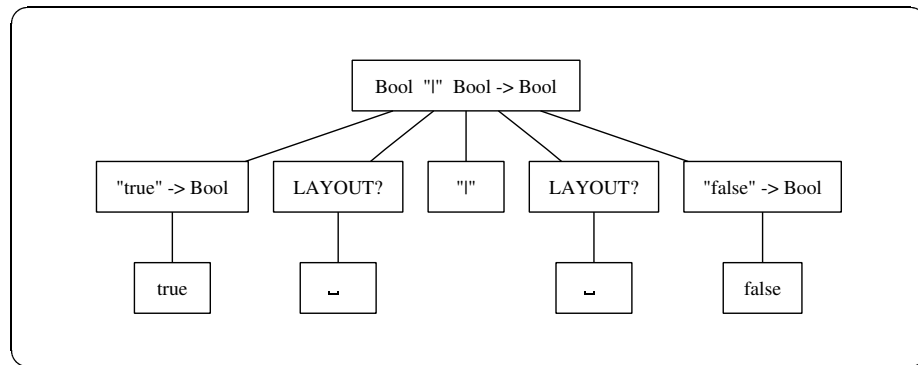 Bool "|" Bool -> Bool
"true" -> Bool LAYOUT? "|" LAYOUT? "false" -> Bool
true ␣ ␣ false